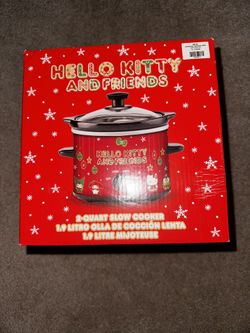 HELLO KITTY
AND FRIENDS
HELLO KITTY
AND FRIENDS
2-QUART SLOW COOKER
1.9 LITRO OLLA DE COCCIÓN LENTA
1.9 LITRE MIJOTEUSE